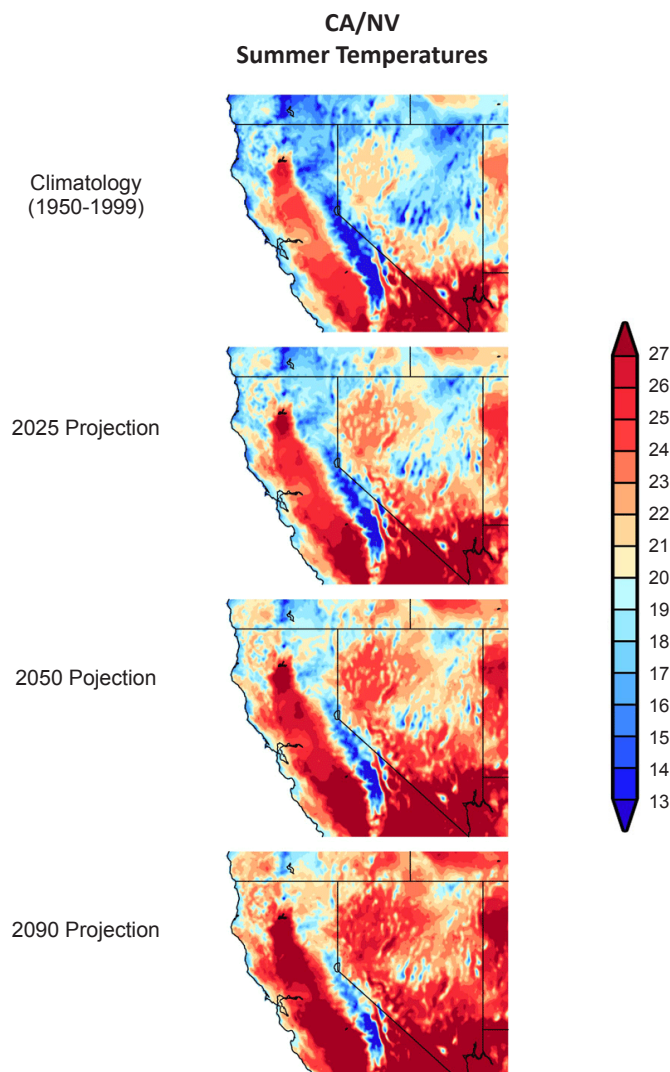 CA/NV
Summer Temperatures
Climatology
(1950-1999)
2025 Projection
2050 Pojection
2090 Projection
27
26
25
24
23
22
21
20
19
18
17
16
15
14
13